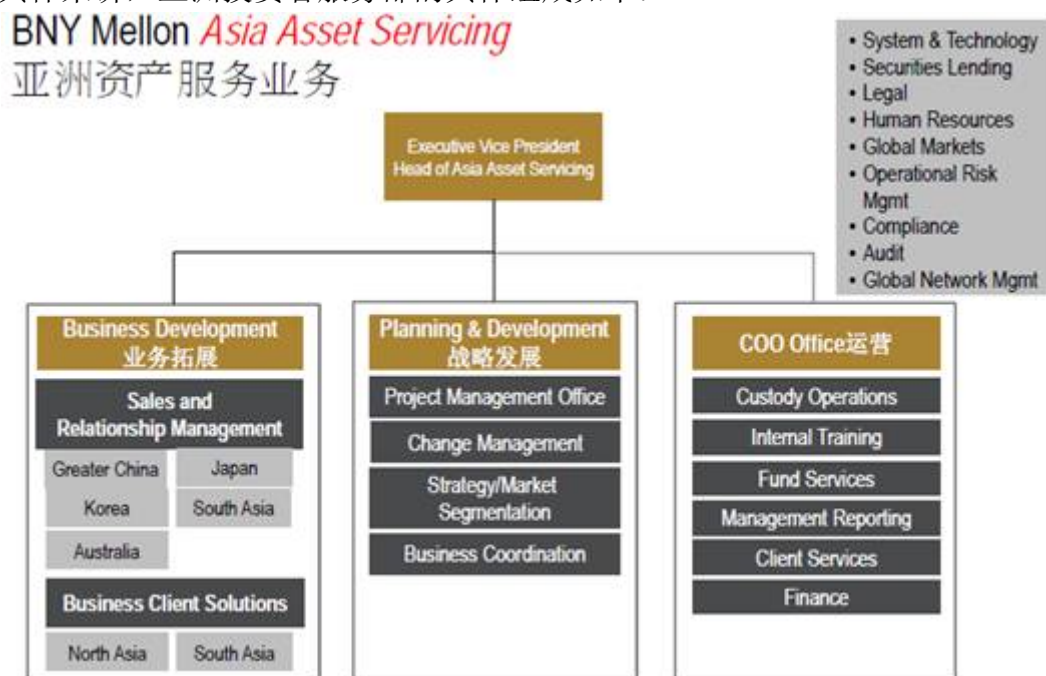 BNY Mellon Asia Asset Servicing
亚洲资产服务业务
• System & Technology
• Securities Lending
• Legal
• Human Resources
• Global Markets
• Operational Risk
Mgmt
• Compliance
• Audit
• Global Network Mgmt
Executive Vice President
Head of Asia Asset Servicing
Business Development
业务拓展
Sales and
Relationship Management
Greater China
Japan
Korea
South Asia
Australia
Business Client Solutions
North Asia
South Asia
Planning & Development
战略发展
Project Management Office
Change Management
Strategy/Market
Segmentation
Business Coordination
COO Office运营
Custody Operations
Internal Training
Fund Services
Management Reporting
Client Services
Finance